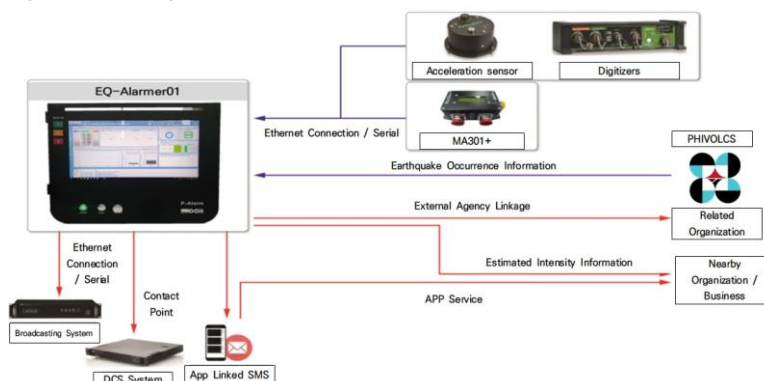 Acceleration sensor
Digitizers
EQ-Alarmer01
MA301+
Ethernet Connection / Serial
PHIVOLCS
Earthquake Occurrence Information
P-Alarm
External Agency Linkage
Related
Organization
Ethernet
Connection
/ Serial
Estimated Intensity Information
Nearby
Organization /
Business
Contact
Point
APP Service
Broadcasting System
DCS System
App Linked SMS